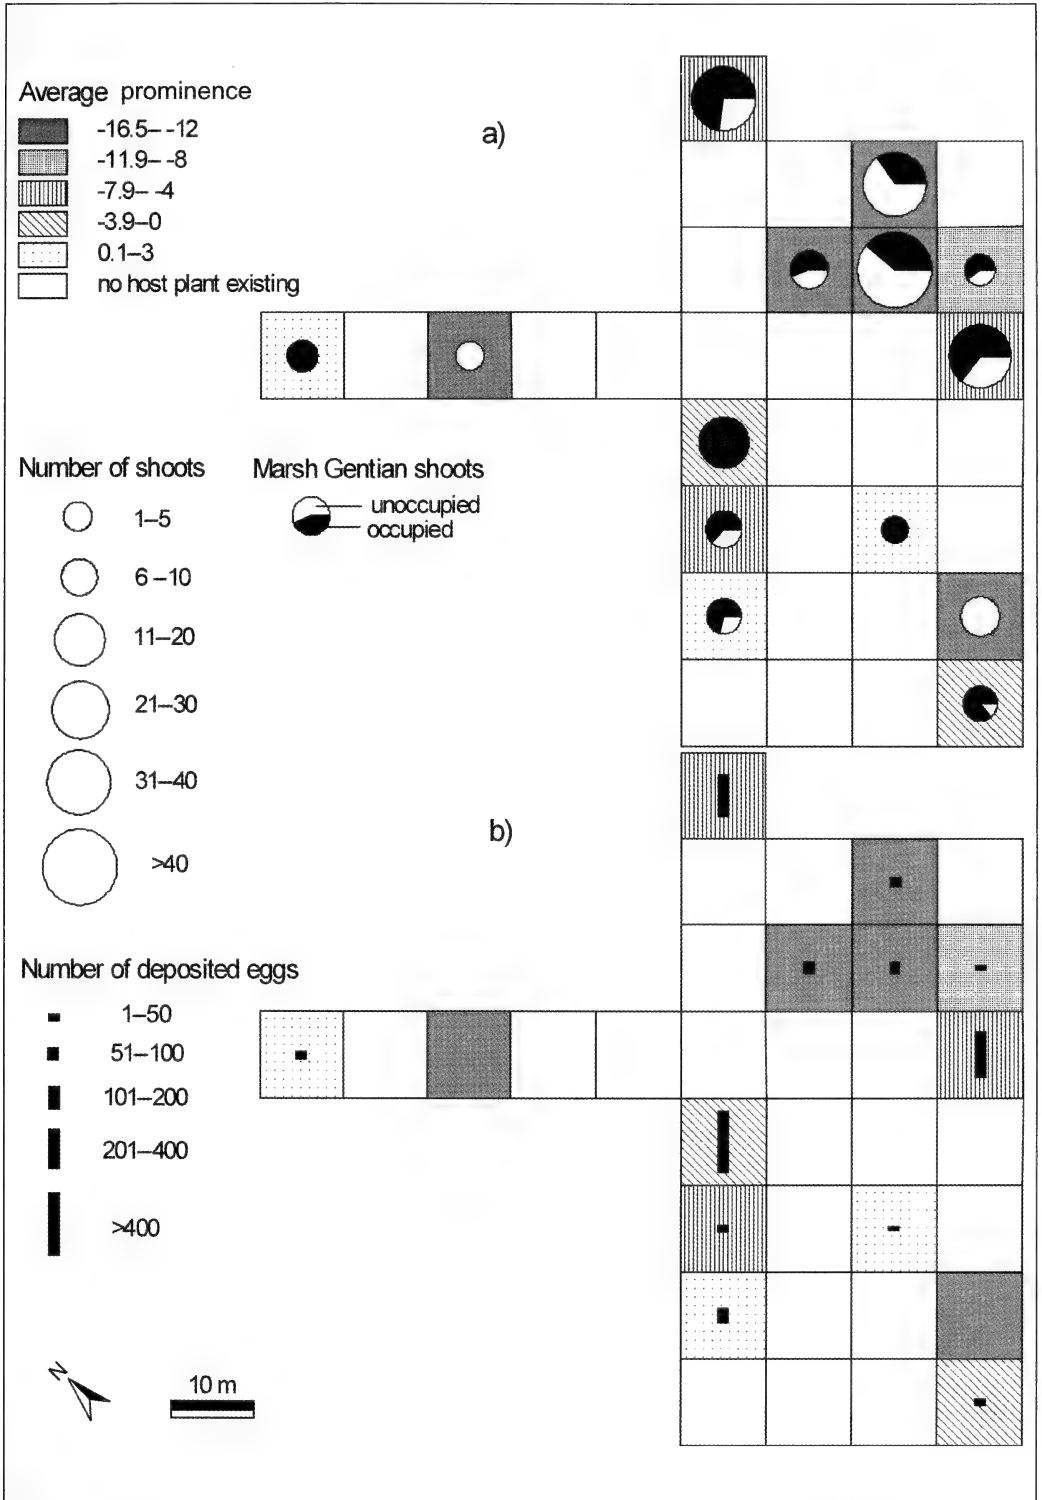 Average prominence
-16.5– -12
-11.9– -8
-7.9– -4
-3.9–0
0.1–3
no host plant existing
a)
Number of shoots
1–5
6–10
11–20
21–30
31–40
>40
Marsh Gentian shoots
unoccupied
occupied
b)
Number of deposited eggs
1–50
51–100
101–200
201–400
>400
N
10 m